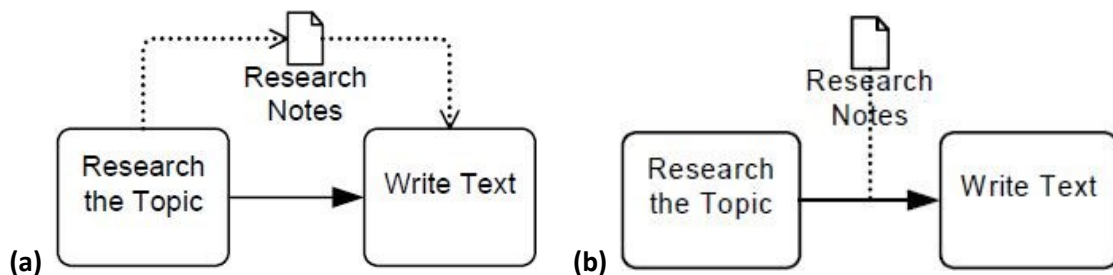 Research
Notes
Research
the Topic
Write Text
(a)
Research
Notes
Research
the Topic
Write Text
(b)